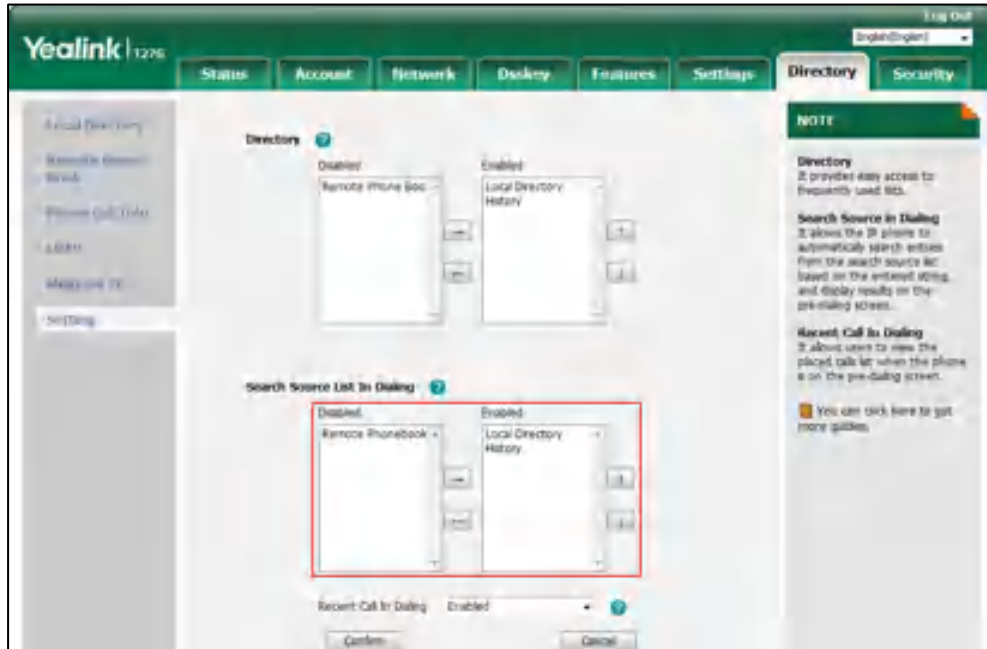 Log Out
English(English)
Yealink T27G
Status
Account
Network
Dsskey
Features
Settings
Directory
Security
Local Directory
Remote Phone
Book
Phone Call Info
LDAP
Multicast IP
Setting
Directory
Disabled
Enabled
Remote Phone Boo
Local Directory
History
Search Source List In Dialing
Disabled
Enabled
Remote Phonebook
Local Directory
History
Recent Call In Dialing
Enabled
Confirm
Cancel
NOTE
Directory
It provides easy access to
frequently used lists.
Search Source in Dialing
It allows the IP phone to
automatically search entries
from the search source list
based on the entered string,
and display results on the
pre-dialing screen.
Recent Call In Dialing
It allows users to view the
placed calls list when the phone
is on the pre-dialing screen.
You can click here to get
more guides.